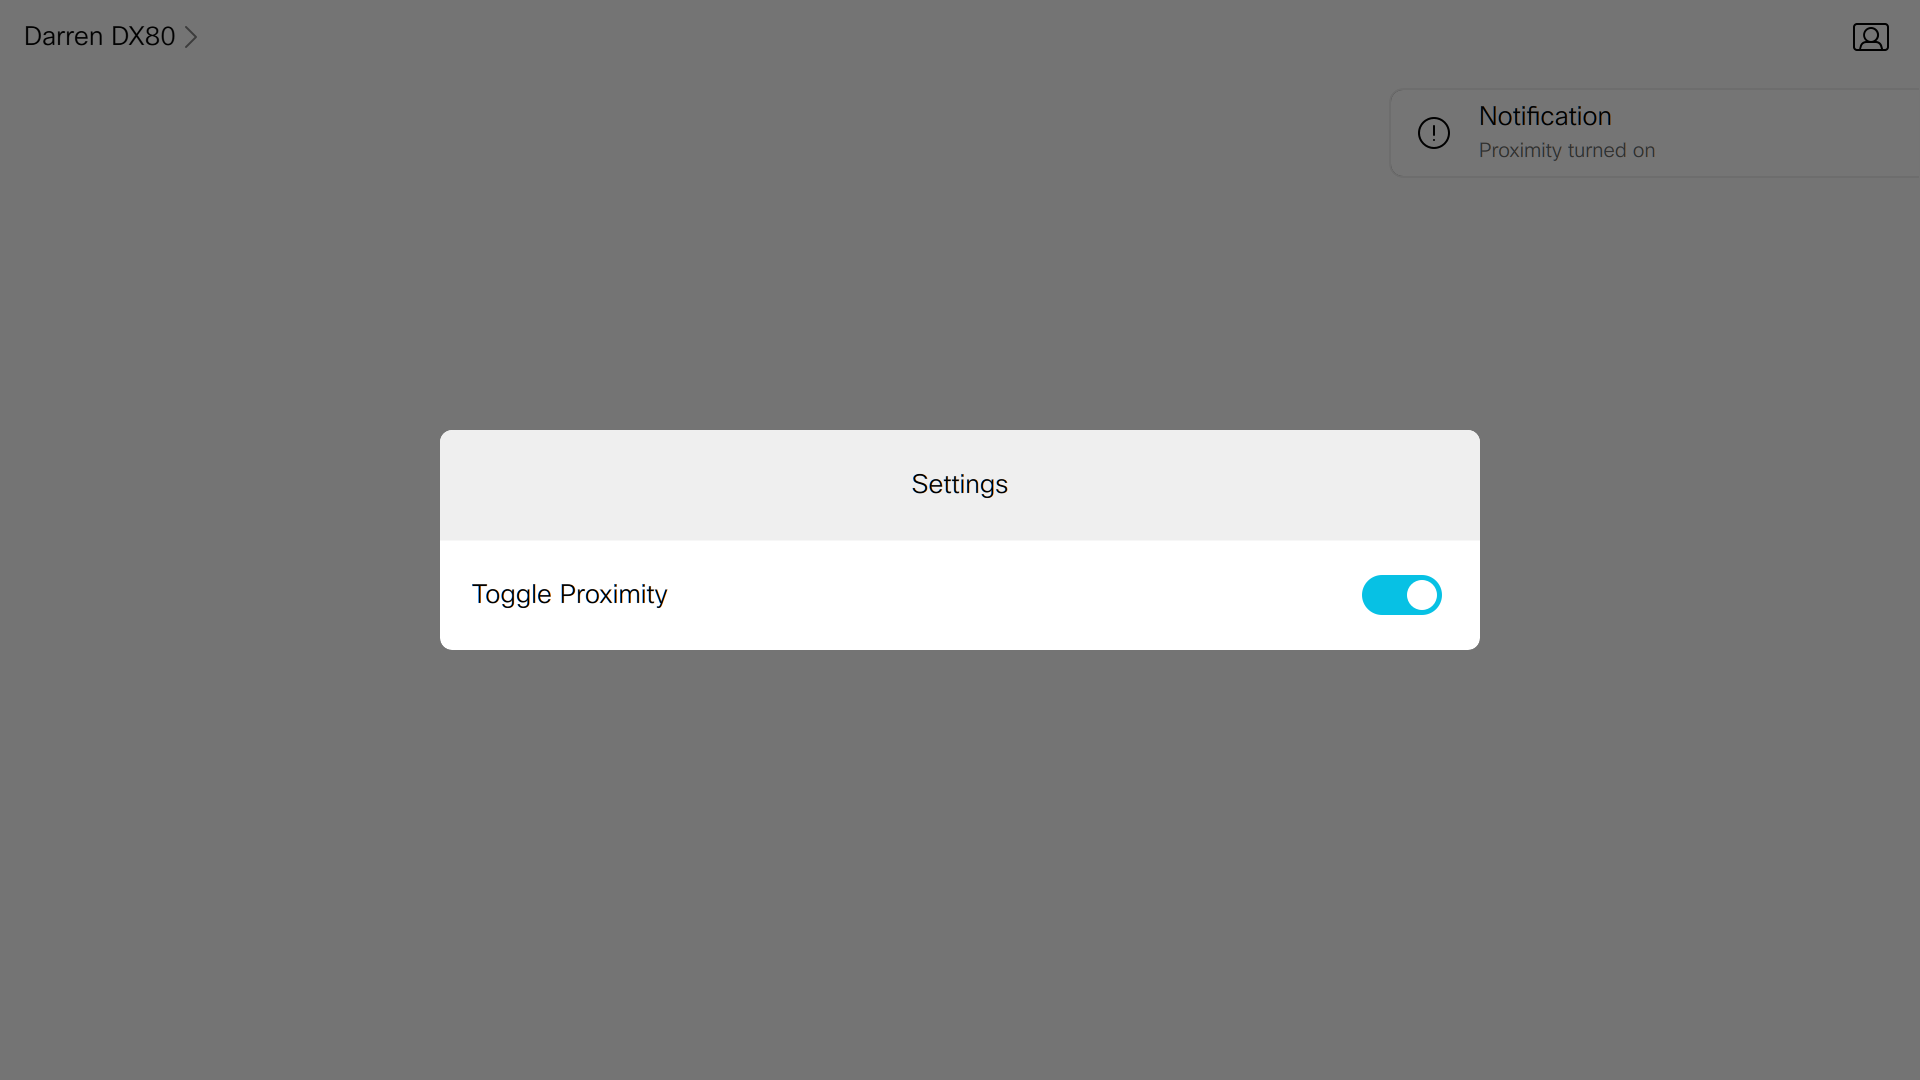 Darren DX80
Notification
Proximity turned on
Settings
Toggle Proximity